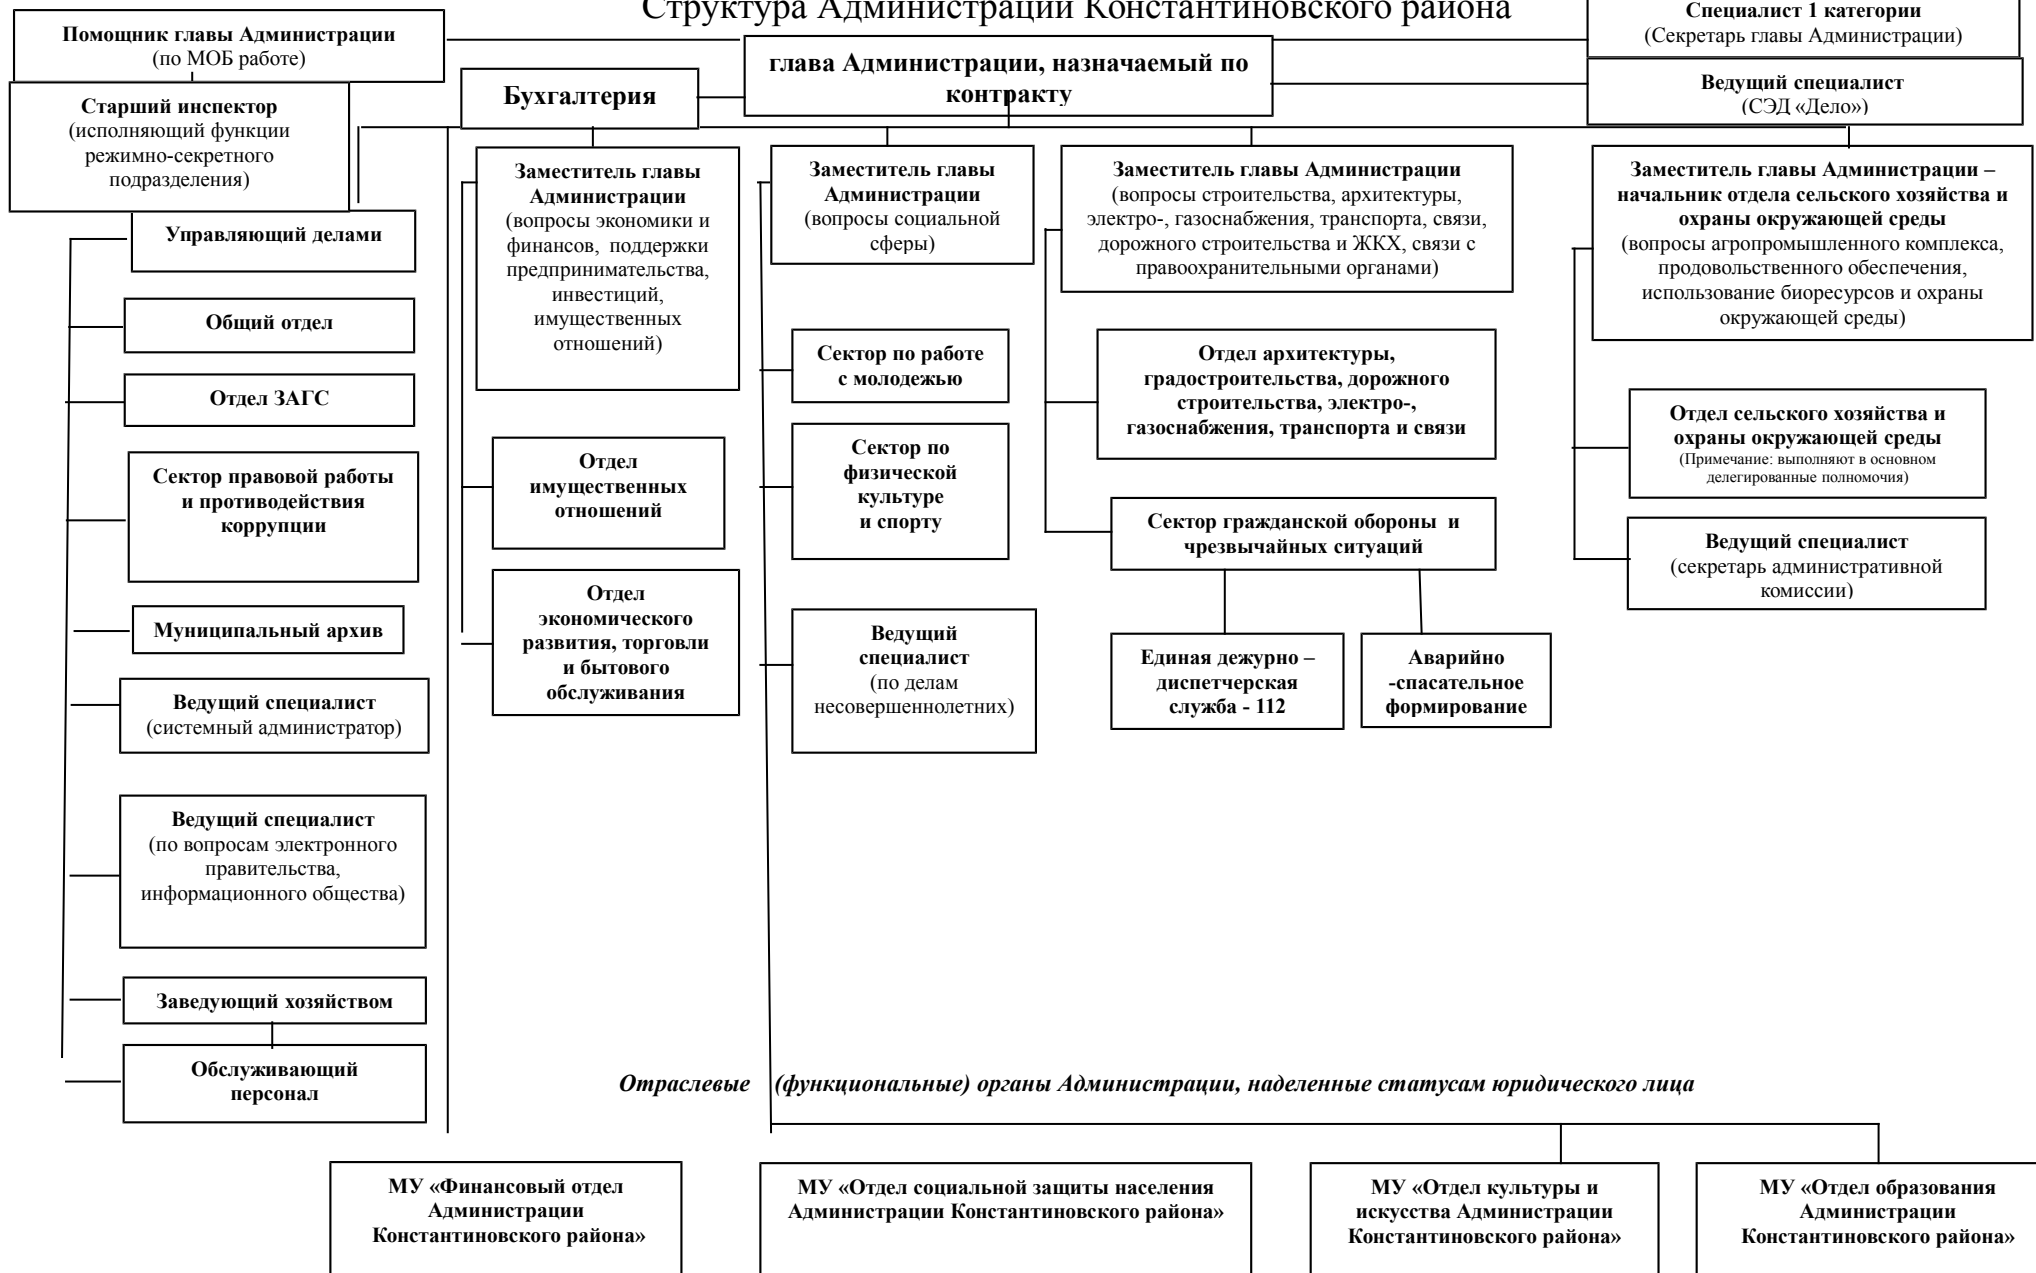 Структура Администрации Константиновского района
Помощник главы Администрации
(по МОБ работе)
Старший инспектор
(исполняющий функции
режимно-секретного
подразделения)
Бухгалтерия
глава Администрации, назначаемый по
контракту
Специалист 1 категории
(Секретарь главы Администрации)
Ведущий специалист
(СЭД «Дело»)
Управляющий делами
Общий отдел
Отдел ЗАГС
Сектор правовой работы
и противодействия
коррупции
Муниципальный архив
Ведущий специалист
(системный администратор)
Ведущий специалист
(по вопросам электронного
правительства,
информационного общества)
Заведующий хозяйством
Обслуживающий
персонал
Заместитель главы
Администрации
(вопросы экономики и
финансов, поддержки
предпринимательства,
инвестиций,
имущественных
отношений)
Отдел
имущественных
отношений
Отдел
экономического
развития, торговли
и бытового
обслуживания
Заместитель главы
Администрации
(вопросы социальной
сферы)
Сектор по работе
с молодежью
Сектор по
физической
культуре
и спорту
Ведущий
специалист
(по делам
несовершеннолетних)
Заместитель главы Администрации
(вопросы строительства, архитектуры,
электро-, газоснабжения, транспорта, связи,
дорожного строительства и ЖКХ, связи с
правоохранительными органами)
Отдел архитектуры,
градостроительства, дорожного
строительства, электро-,
газоснабжения, транспорта и связи
Сектор гражданской обороны и
чрезвычайных ситуаций
Единая дежурно –
диспетчерская
служба - 112
Аварийно
-спасательное
формирование
Заместитель главы Администрации –
начальник отдела сельского хозяйства и
охраны окружающей среды
(вопросы агропромышленного комплекса,
продовольственного обеспечения,
использование биоресурсов и охраны
окружающей среды)
Отдел сельского хозяйства и
охраны окружающей среды
(Примечание: выполняют в основном
делегированные полномочия)
Ведущий специалист
(секретарь административной
комиссии)
Отраслевые (функциональные) органы Администрации, наделенные статусам юридического лица
МУ «Финансовый отдел
Администрации
Константиновского района»
МУ «Отдел социальной защиты населения
Администрации Константиновского района»
МУ «Отдел культуры и
искусства Администрации
Константиновского района»
МУ «Отдел образования
Администрации
Константиновского района»